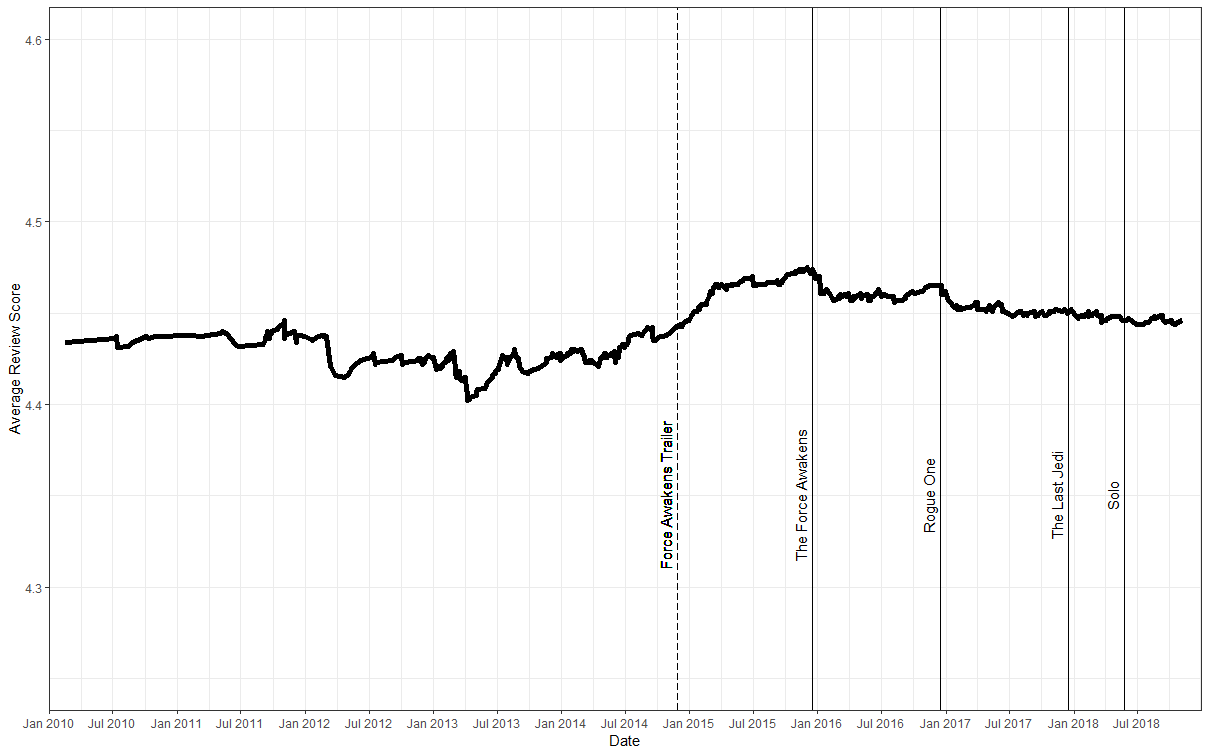 4.6
4.5
4.4
4.3
Average Review Score
Force Awakens Trailer
The Force Awakens
Rogue One
The Last Jedi
Solo
Jan 2010 Jul 2010 Jan 2011 Jul 2011 Jan 2012 Jul 2012 Jan 2013 Jul 2013 Jan 2014 Jul 2014 Jan 2015 Jul 2015 Jan 2016 Jul 2016 Jan 2017 Jul 2017 Jan 2018 Jul 2018
Date